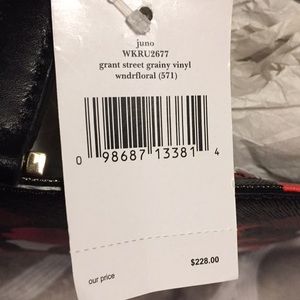 juno
WKRU2677
grant street grainy vinyl
wndrfloral (571)
0 98687 13381 4
our price $228.00